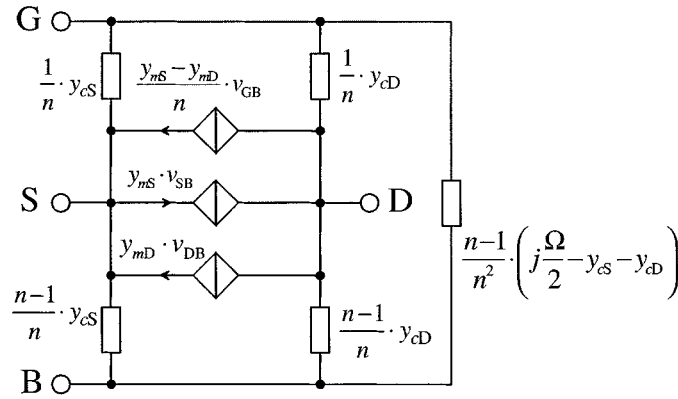 G
1/n · y_cS
(y_mS − y_mD)/n · v_GB
1/n · y_cD
y_mS · v_SB
S
D
y_mD · v_DB
(n−1)/n² · (jΩ/2 − y_cS − y_cD)
(n−1)/n · y_cS
(n−1)/n · y_cD
B